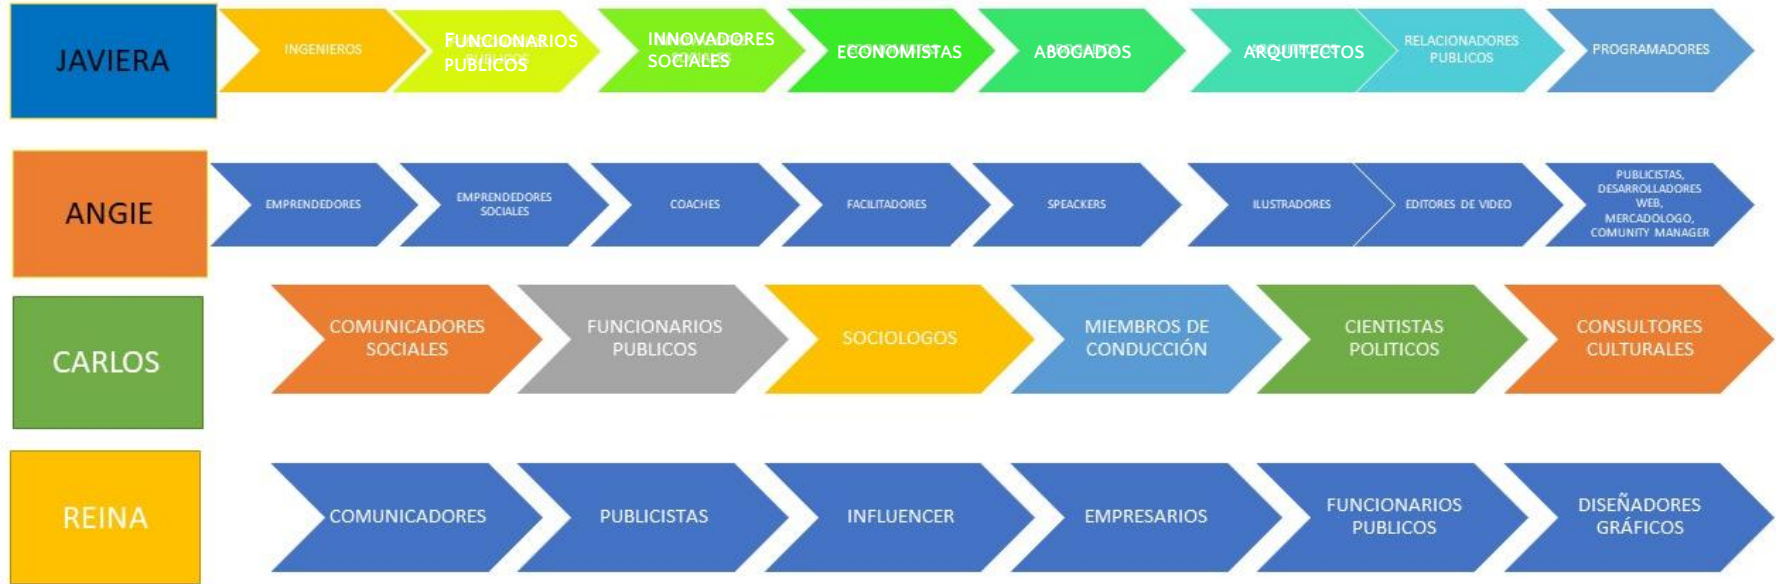 JAVIERA
INGENIEROS
FUNCIONARIOS
PUBLICOS
INNOVADORES
SOCIALES
ECONOMISTAS
ABOGADOS
ARQUITECTOS
RELACIONADORES
PUBLICOS
PROGRAMADORES
ANGIE
EMPRENDEDORES
EMPRENDEDORES
SOCIALES
COACHES
FACILITADORES
SPEACKERS
ILUSTRADORES
EDITORES DE VIDEO
PUBLICISTAS,
DESARROLLADORES
WEB,
MERCADOLOGO,
COMUNITY MANAGER
CARLOS
COMUNICADORES
SOCIALES
FUNCIONARIOS
PUBLICOS
SOCIOLOGOS
MIEMBROS DE
CONDUCCIÓN
CIENTISTAS
POLITICOS
CONSULTORES
CULTURALES
REINA
COMUNICADORES
PUBLICISTAS
INFLUENCER
EMPRESARIOS
FUNCIONARIOS
PUBLICOS
DISEÑADORES
GRÁFICOS